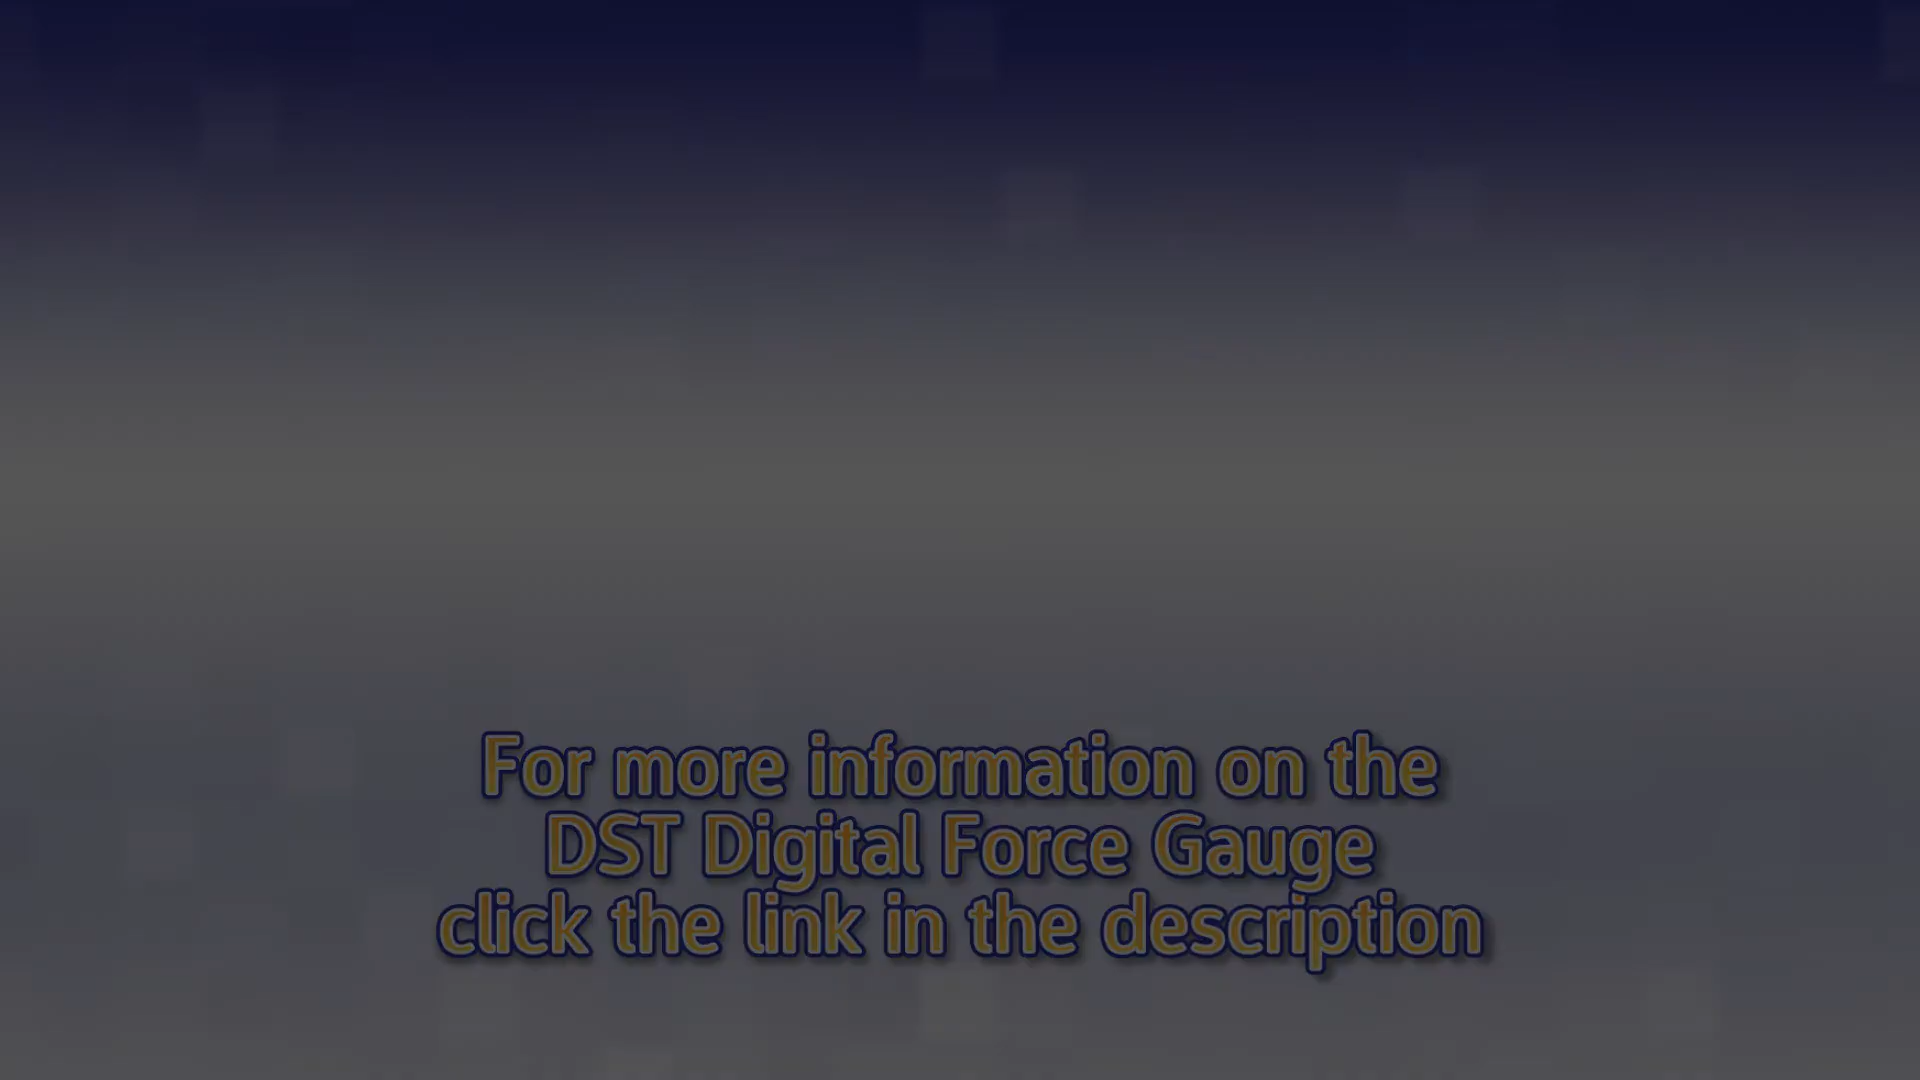 For more information on the
DST Digital Force Gauge
click the link in the description